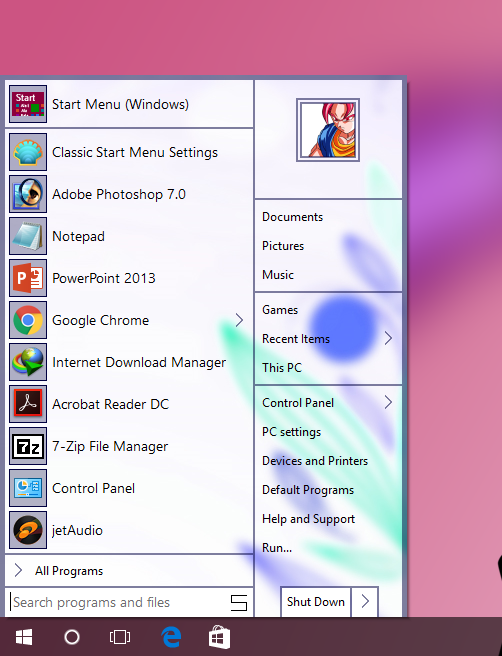 Start
Start Menu (Windows)
Classic Start Menu Settings
Adobe Photoshop 7.0
Notepad
PowerPoint 2013
Google Chrome
Internet Download Manager
Acrobat Reader DC
7z
7-Zip File Manager
Control Panel
jetAudio
All Programs
Search programs and files
Documents
Pictures
Music
Games
Recent Items
This PC
Control Panel
PC settings
Devices and Printers
Default Programs
Help and Support
Run...
Shut Down